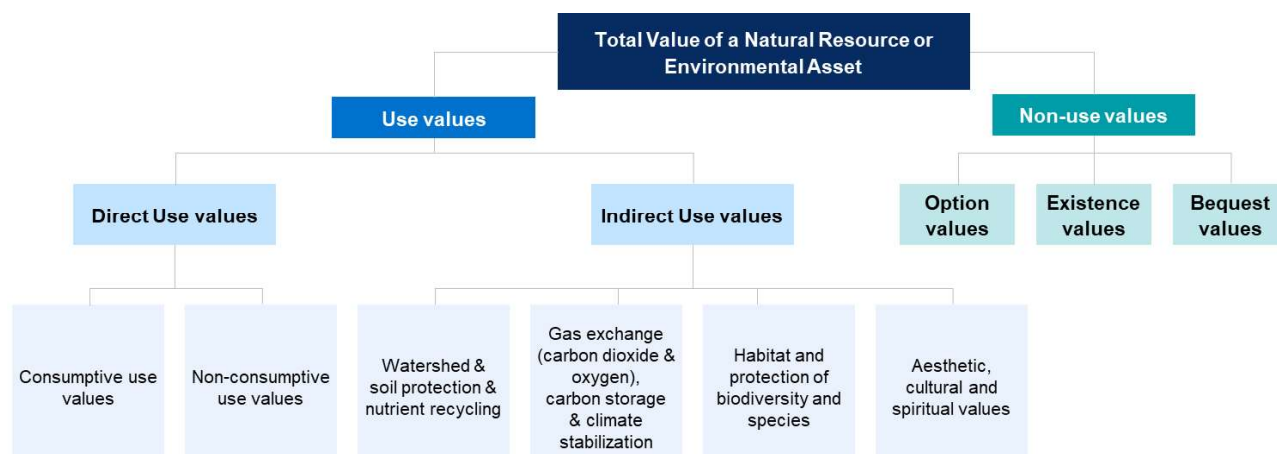 Total Value of a Natural Resource or
Environmental Asset
Use values
Non-use values
Direct Use values
Indirect Use values
Option
values
Existence
values
Bequest
values
Consumptive use
values
Non-consumptive
use values
Watershed &
soil protection &
nutrient recycling
Gas exchange
(carbon dioxide &
oxygen),
carbon storage
& climate
stabilization
Habitat and
protection of
biodiversity and
species
Aesthetic,
cultural and
spiritual values